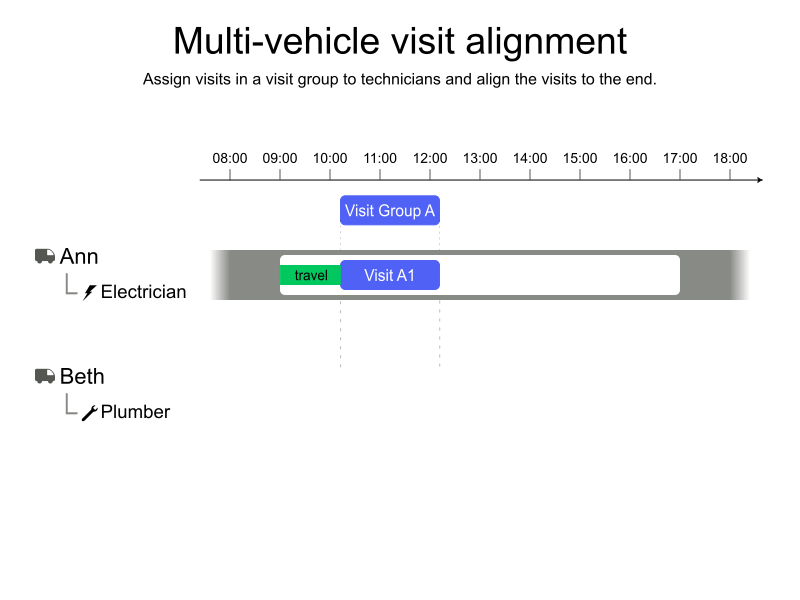 Multi-vehicle visit alignment
Assign visits in a visit group to technicians and align the visits to the end.
08:00 09:00 10:00 11:00 12:00 13:00 14:00 15:00 16:00 17:00 18:00
Visit Group A
Ann
travel Visit A1
Electrician
Beth
Plumber